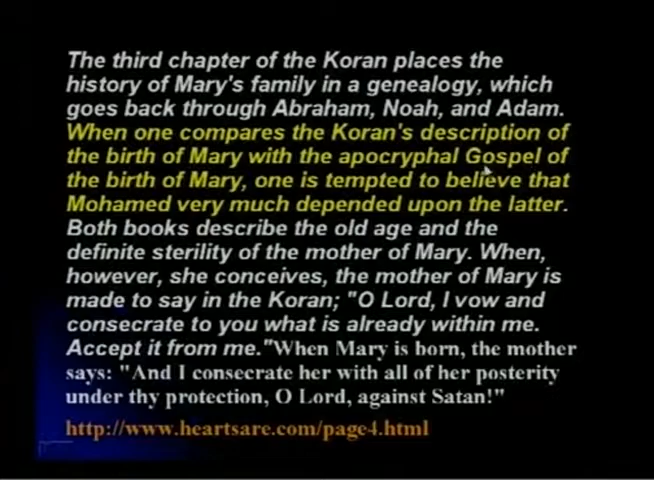 The third chapter of the Koran places the
history of Mary's family in a genealogy, which
goes back through Abraham, Noah, and Adam.
When one compares the Koran's description of
the birth of Mary with the apocryphal Gospel of
the birth of Mary, one is tempted to believe that
Mohamed very much depended upon the latter.
Both books describe the old age and the
definite sterility of the mother of Mary. When,
however, she conceives, the mother of Mary is
made to say in the Koran; "O Lord, I vow and
consecrate to you what is already within me.
Accept it from me."When Mary is born, the mother
says: "And I consecrate her with all of her posterity
under thy protection, O Lord, against Satan!"
http://www.heartsare.com/page4.html